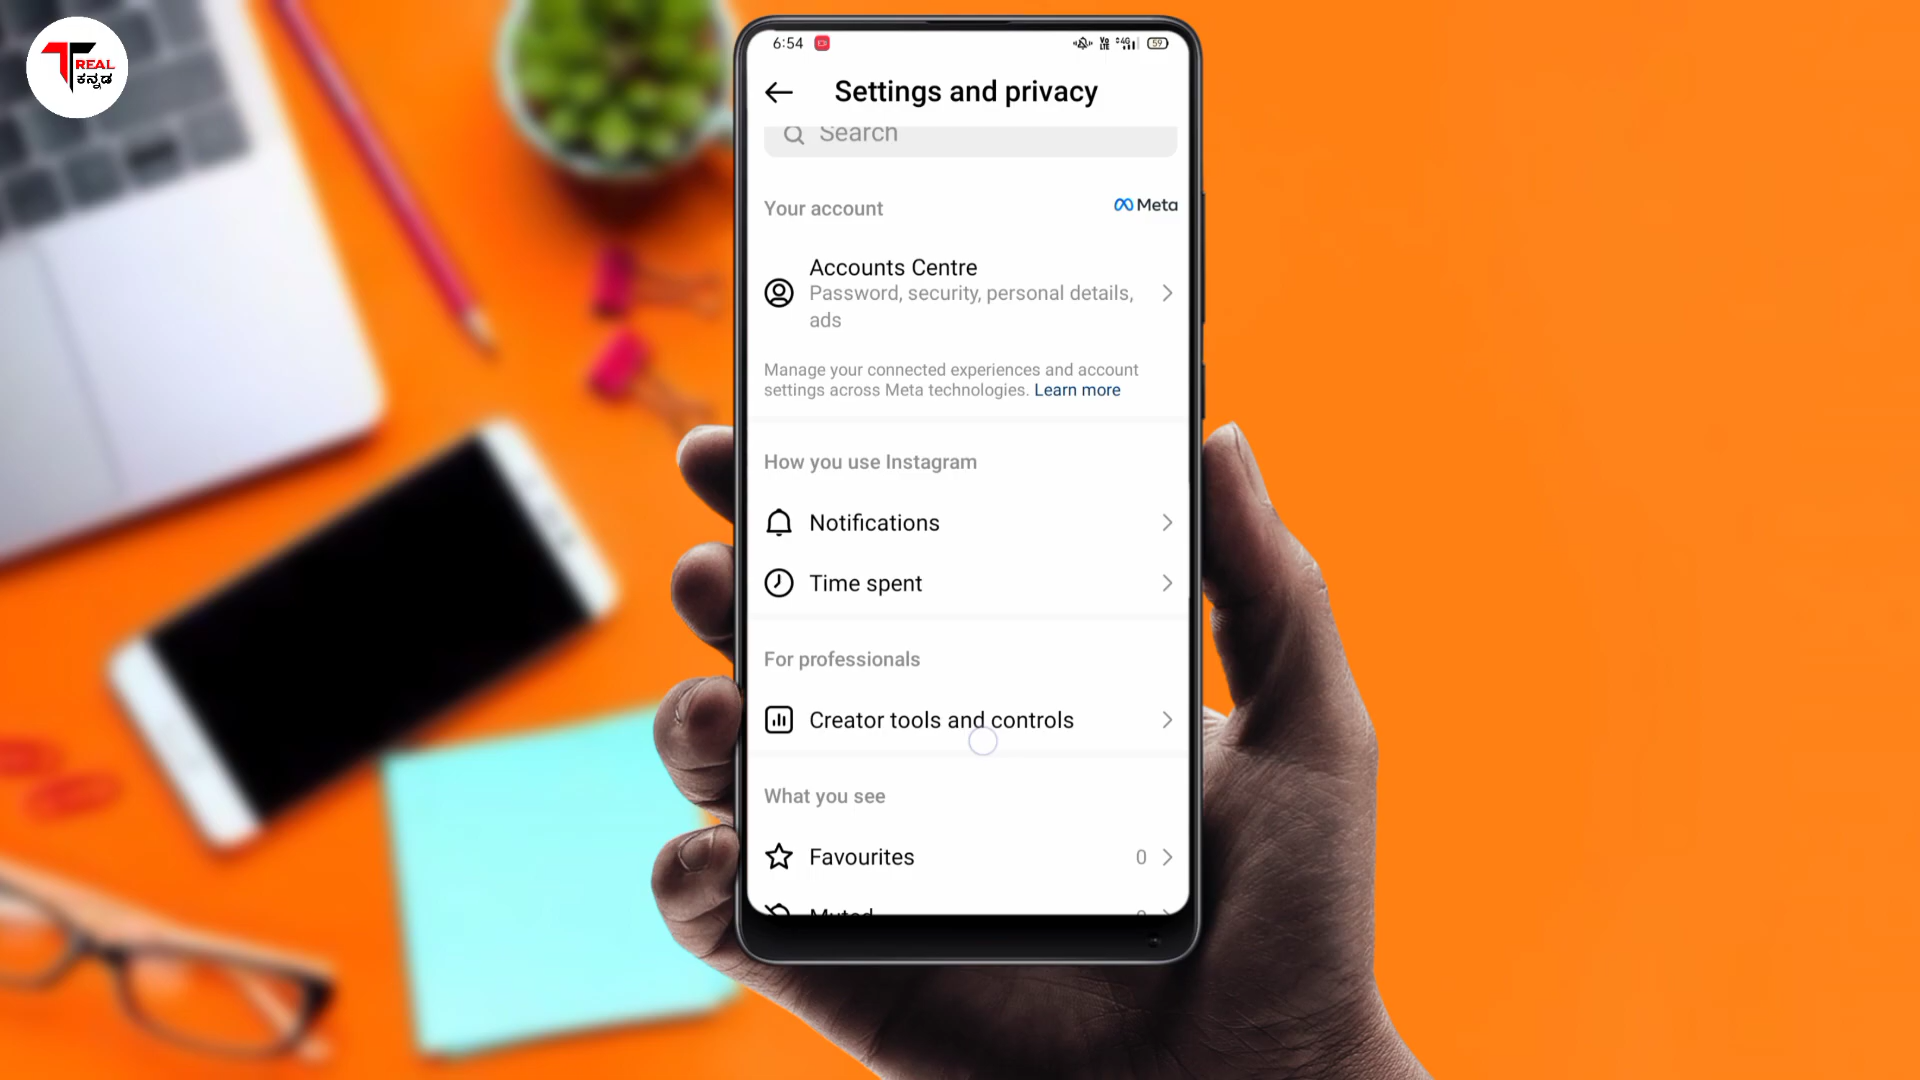 REAL
ಕನ್ನಡ
6:54
59
Settings and privacy
Search
Your account
Meta
Accounts Centre
Password, security, personal details,
ads
Manage your connected experiences and account
settings across Meta technologies. Learn more
How you use Instagram
Notifications
Time spent
For professionals
Creator tools and controls
What you see
Favourites 0
Muted